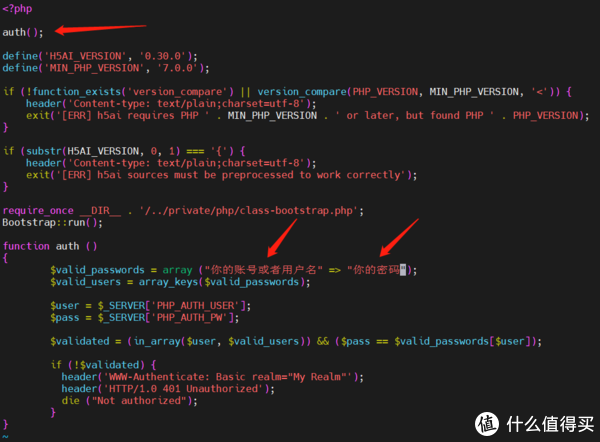 <?php
auth();
define('H5AI_VERSION', '0.30.0');
define('MIN_PHP_VERSION', '7.0.0');
if (!function_exists('version_compare') || version_compare(PHP_VERSION, MIN_PHP_VERSION, '<')) {
header('Content-type: text/plain;charset=utf-8');
exit('[ERR] h5ai requires PHP ' . MIN_PHP_VERSION . ' or later, but found PHP ' . PHP_VERSION);
}
if (substr(H5AI_VERSION, 0, 1) === '{') {
header('Content-type: text/plain;charset=utf-8');
exit('[ERR] h5ai sources must be preprocessed to work correctly');
}
require_once __DIR__ . '/../private/php/class-bootstrap.php';
Bootstrap::run();
function auth ()
{
$valid_passwords = array ("你的账号或者用户名" => "你的密码");
$valid_users = array_keys($valid_passwords);
$user = $_SERVER['PHP_AUTH_USER'];
$pass = $_SERVER['PHP_AUTH_PW'];
$validated = (in_array($user, $valid_users)) && ($pass == $valid_passwords[$user]);
if (!$validated) {
header('WWW-Authenticate: Basic realm="My Realm"');
header('HTTP/1.0 401 Unauthorized');
die ("Not authorized");
}
}
~
值 什么值得买